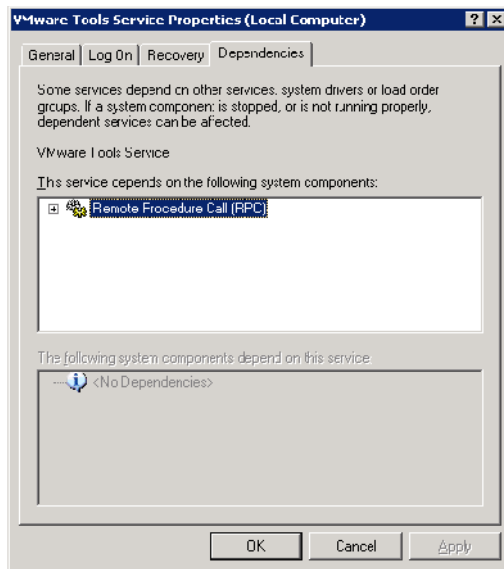 VMware Tools Service Properties (Local Computer)
General
Log On
Recovery
Dependencies
Some services depend on other services, system drivers or load order
groups. If a system component is stopped, or is not running properly,
dependent services can be affected.
VMware Tools Service
This service depends on the following system components:
Remote Procedure Call (RPC)
The following system components depend on this service:
<No Dependencies>
OK
Cancel
Apply